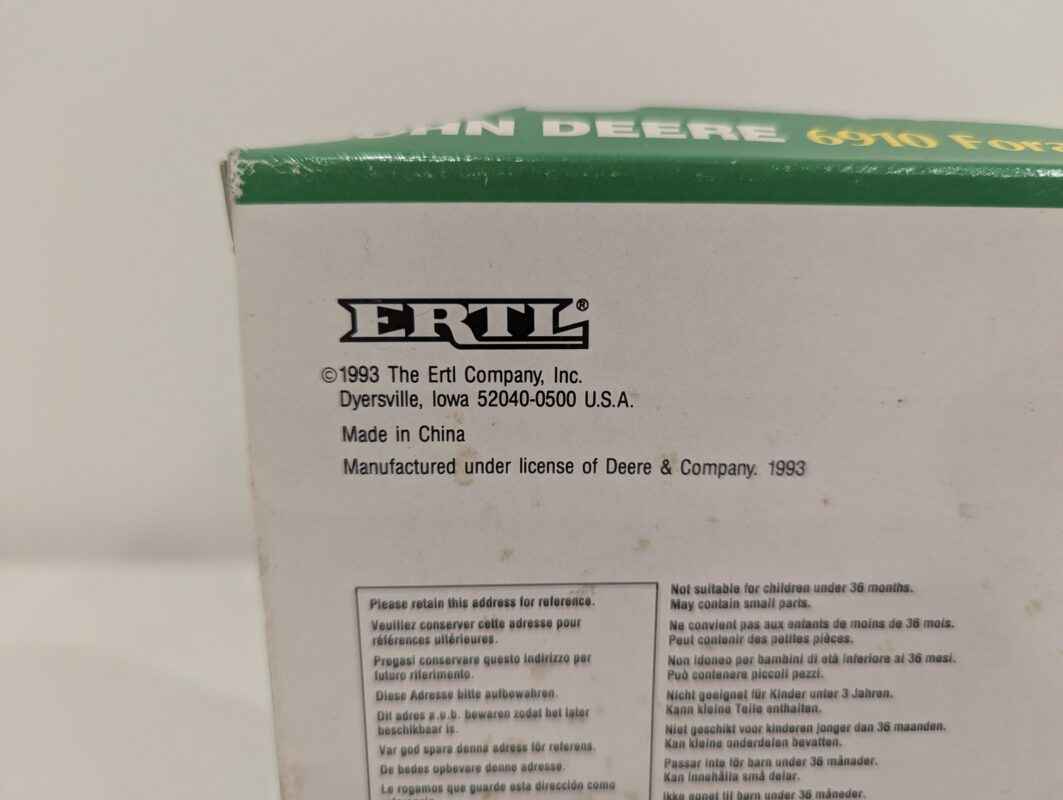 JOHN DEERE 6910
ERTL®
©1993 The Ertl Company, Inc.
Dyersville, Iowa 52040-0500 U.S.A.
Made in China
Manufactured under license of Deere & Company. 1993
Please retain this address for reference.
Veuillez conserver cette adresse pour
références ultérieures.
Pregasi conservare questo indirizzo per
futuro riferimento.
Diese Adresse bitte aufbewahren.
Dit adres a.u.b. bewaren zodat het later
beschikbaar is.
Var god spara denna adress för referens.
De bedes opbevare denne adresse.
Le rogamos que guarde esta dirección como
Not suitable for children under 36 months.
May contain small parts.
Ne convient pas aux enfants de moins de 36 mois.
Peut contenir des petites pièces.
Non idoneo per bambini di età inferiore ai 36 mesi.
Può contenere piccoli pezzi.
Nicht geeignet für Kinder unter 3 Jahren.
Kann kleine Teile enthalten.
Niet geschikt voor kinderen jonger dan 36 maanden.
Kan kleine onderdelen bevatten.
Passar inte för barn under 36 månader.
Kan innehålla små delar.
Ikke egnet til barn under 36 måneder.